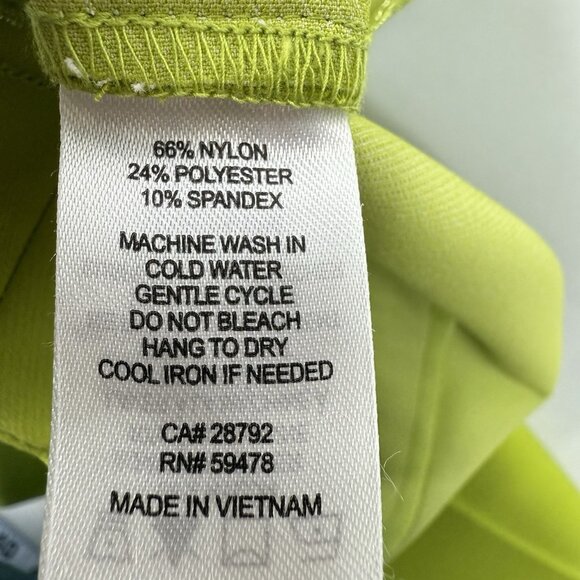 66% NYLON
24% POLYESTER
10% SPANDEX
MACHINE WASH IN
COLD WATER
GENTLE CYCLE
DO NOT BLEACH
HANG TO DRY
COOL IRON IF NEEDED
CA# 28792
RN# 59478
MADE IN VIETNAM